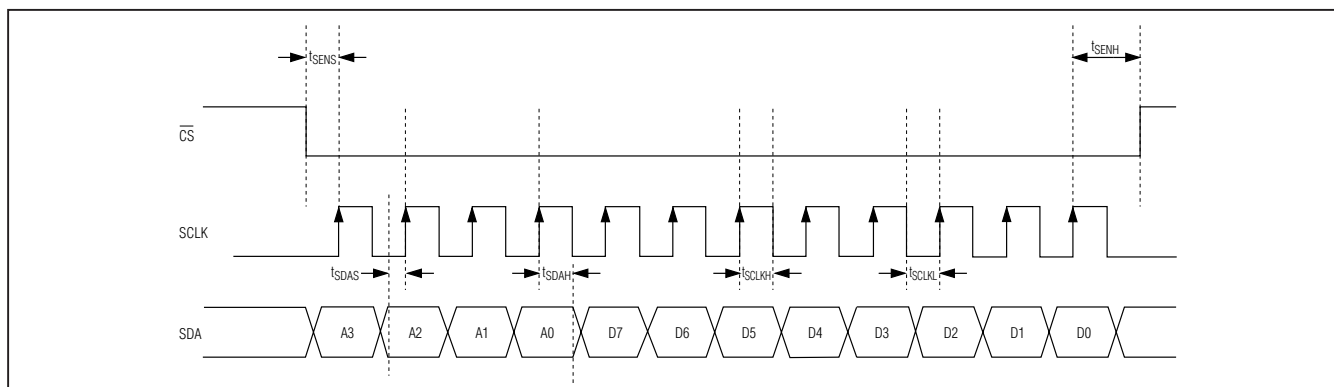 tSENS
tSENH
CS
SCLK
tSDAS
tSDAH
tSCLKH
tSCLKL
SDA
A3 A2 A1 A0 D7 D6 D5 D4 D3 D2 D1 D0